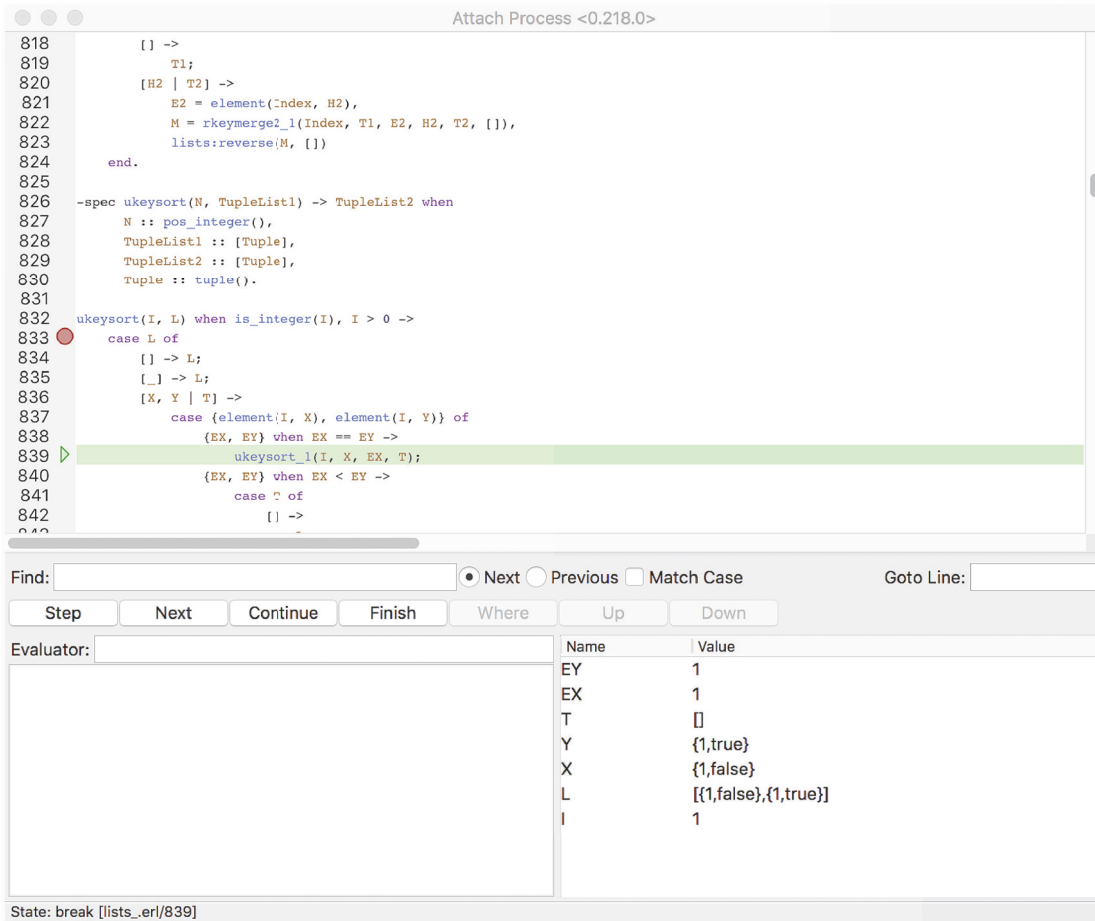 Attach Process <0.218.0>
818 [] ->
819 T1;
820 [H2 | T2] ->
821 E2 = element(Index, H2),
822 M = rkeymerge2_1(Index, T1, E2, H2, T2, []),
823 lists:reverse(M, [])
824 end.
825
826 -spec ukeysort(N, TupleList1) -> TupleList2 when
827 N :: pos_integer(),
828 TupleList1 :: [Tuple],
829 TupleList2 :: [Tuple],
830 Tuple :: tuple().
831
832 ukeysort(I, L) when is_integer(I), I > 0 ->
833 case L of
834 [] -> L;
835 [_] -> L;
836 [X, Y | T] ->
837 case {element(I, X), element(I, Y)} of
838 {EX, EY} when EX == EY ->
839 ukeysort_1(I, X, EX, T);
840 {EX, EY} when EX < EY ->
841 case T of
842 [] ->
Find: Next Previous Match Case Goto Line:
Step Next Continue Finish Where Up Down
Evaluator:
Name Value
EY 1
EX 1
T []
Y {1,true}
X {1,false}
L [{1,false},{1,true}]
I 1
State: break [lists_.erl/839]